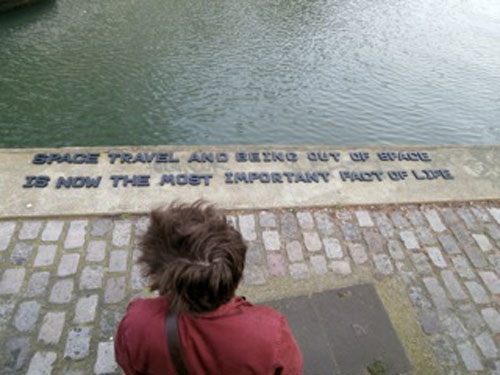 SPACE TRAVEL AND BEING OUT OF SPACE
IS NOW THE MOST IMPORTANT FACT OF LIFE